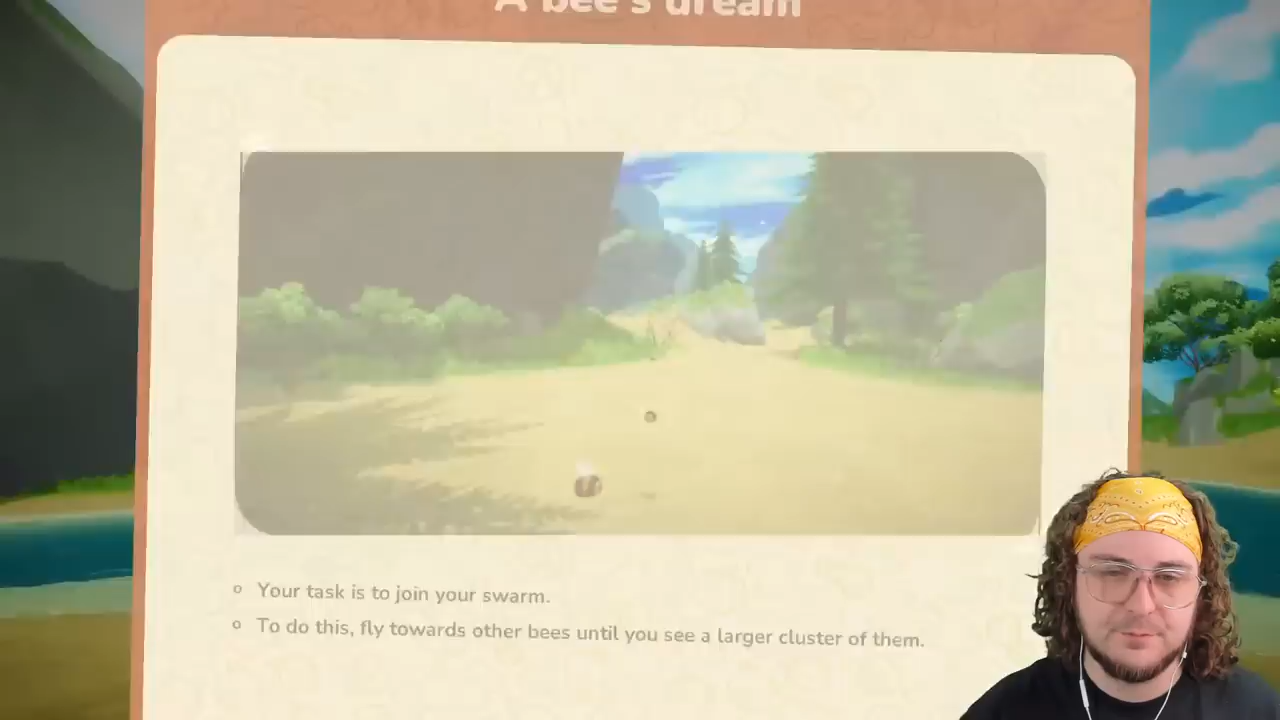 A bee's dream
Your task is to join your swarm.
To do this, fly towards other bees until you see a larger cluster of them.